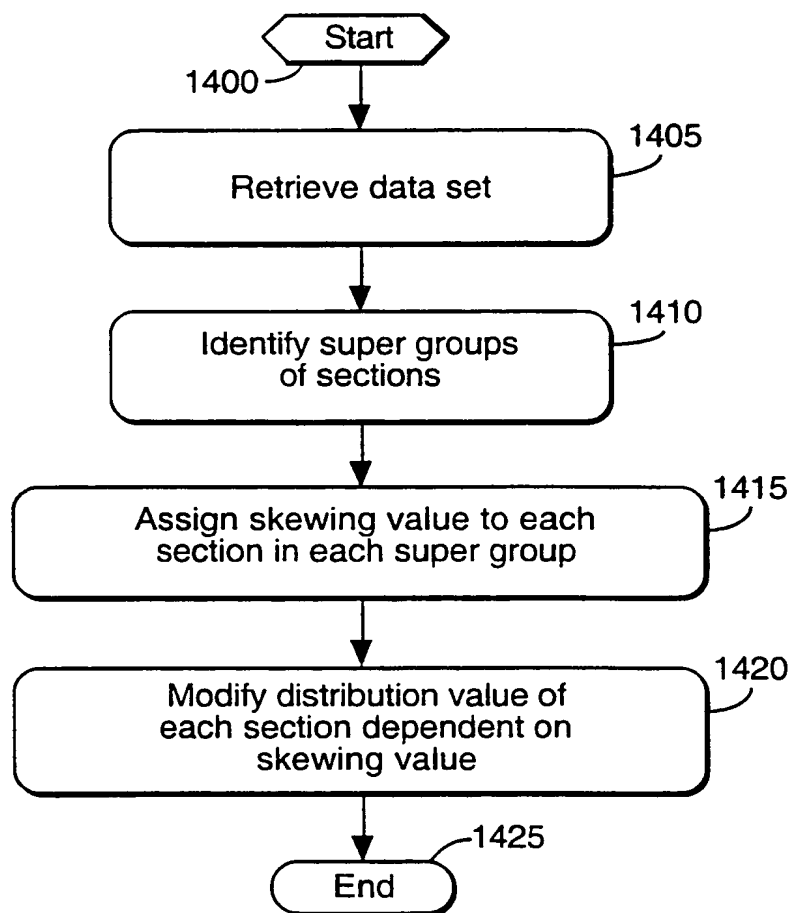 Start
1400
1405
Retrieve data set
1410
Identify super groups
of sections
1415
Assign skewing value to each
section in each super group
1420
Modify distribution value of
each section dependent on
skewing value
1425
End